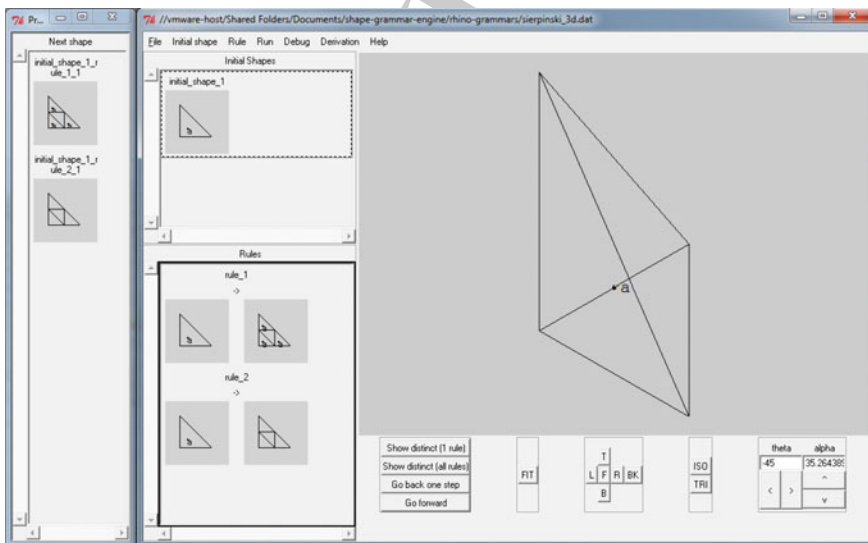 Pr...
//vmware-host/Shared Folders/Documents/shape-grammar-engine/rhino-grammars/sierpinski_3d.dat
File Initial shape Rule Run Debug Derivation Help
Next shape
initial_shape_1_r
ule_1_1
initial_shape_1_r
ule_2_1
Initial Shapes
initial_shape_1
Rules
rule_1
->
rule_2
->
a
Show distinct (1 rule)
Show distinct (all rules)
Go back one step
Go forward
FIT
T
L F R BK
B
ISO
TRI
theta alpha
-45 35.264389
< > ^
v